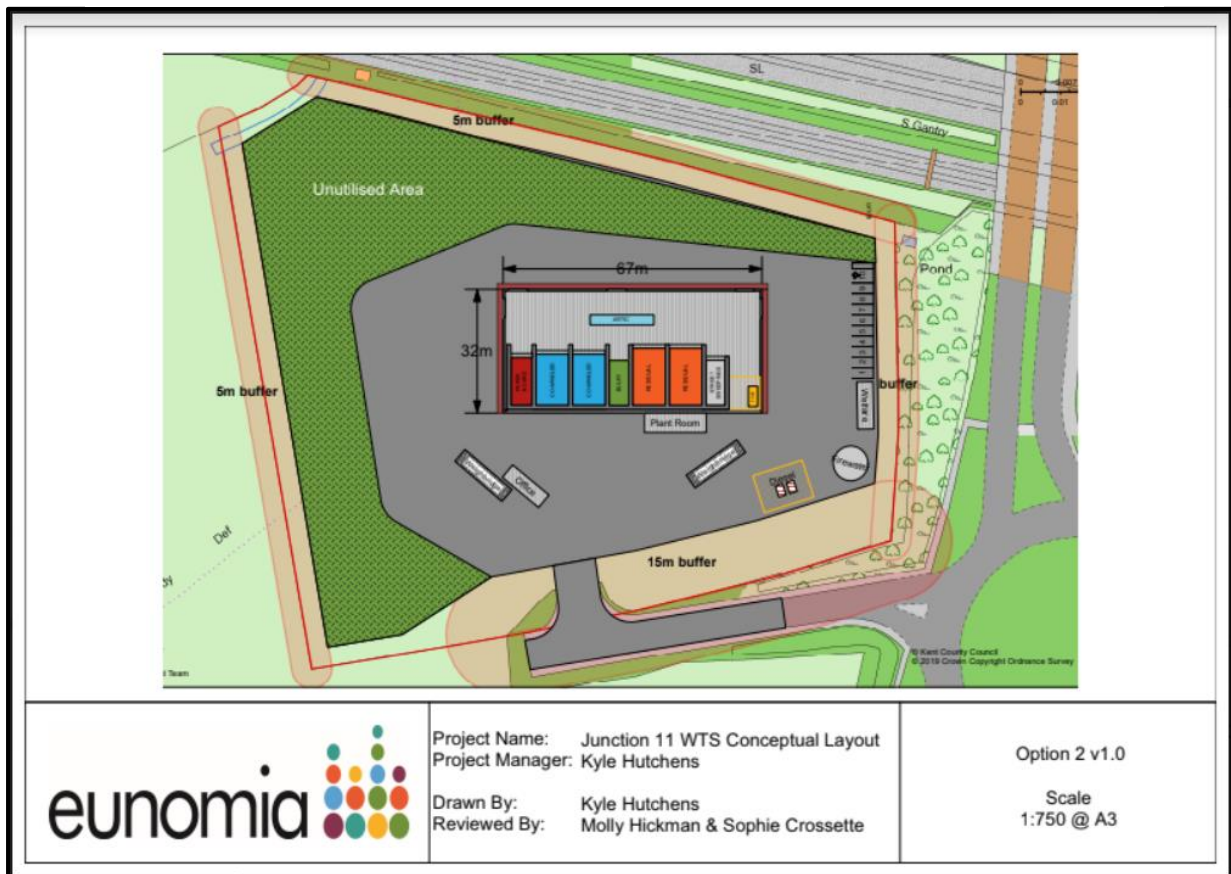 SL
S Gantry
5m buffer
Unutilised Area
Pond
67m
32m
5m buffer
buffer
Plant Room
Office
Diesel
Def
15m buffer
© Kent County Council
© 2019 Crown Copyright Ordnance Survey
l Team
eunomia
Project Name: Junction 11 WTS Conceptual Layout
Project Manager: Kyle Hutchens
Drawn By: Kyle Hutchens
Reviewed By: Molly Hickman & Sophie Crossette
Option 2 v1.0
Scale
1:750 @ A3